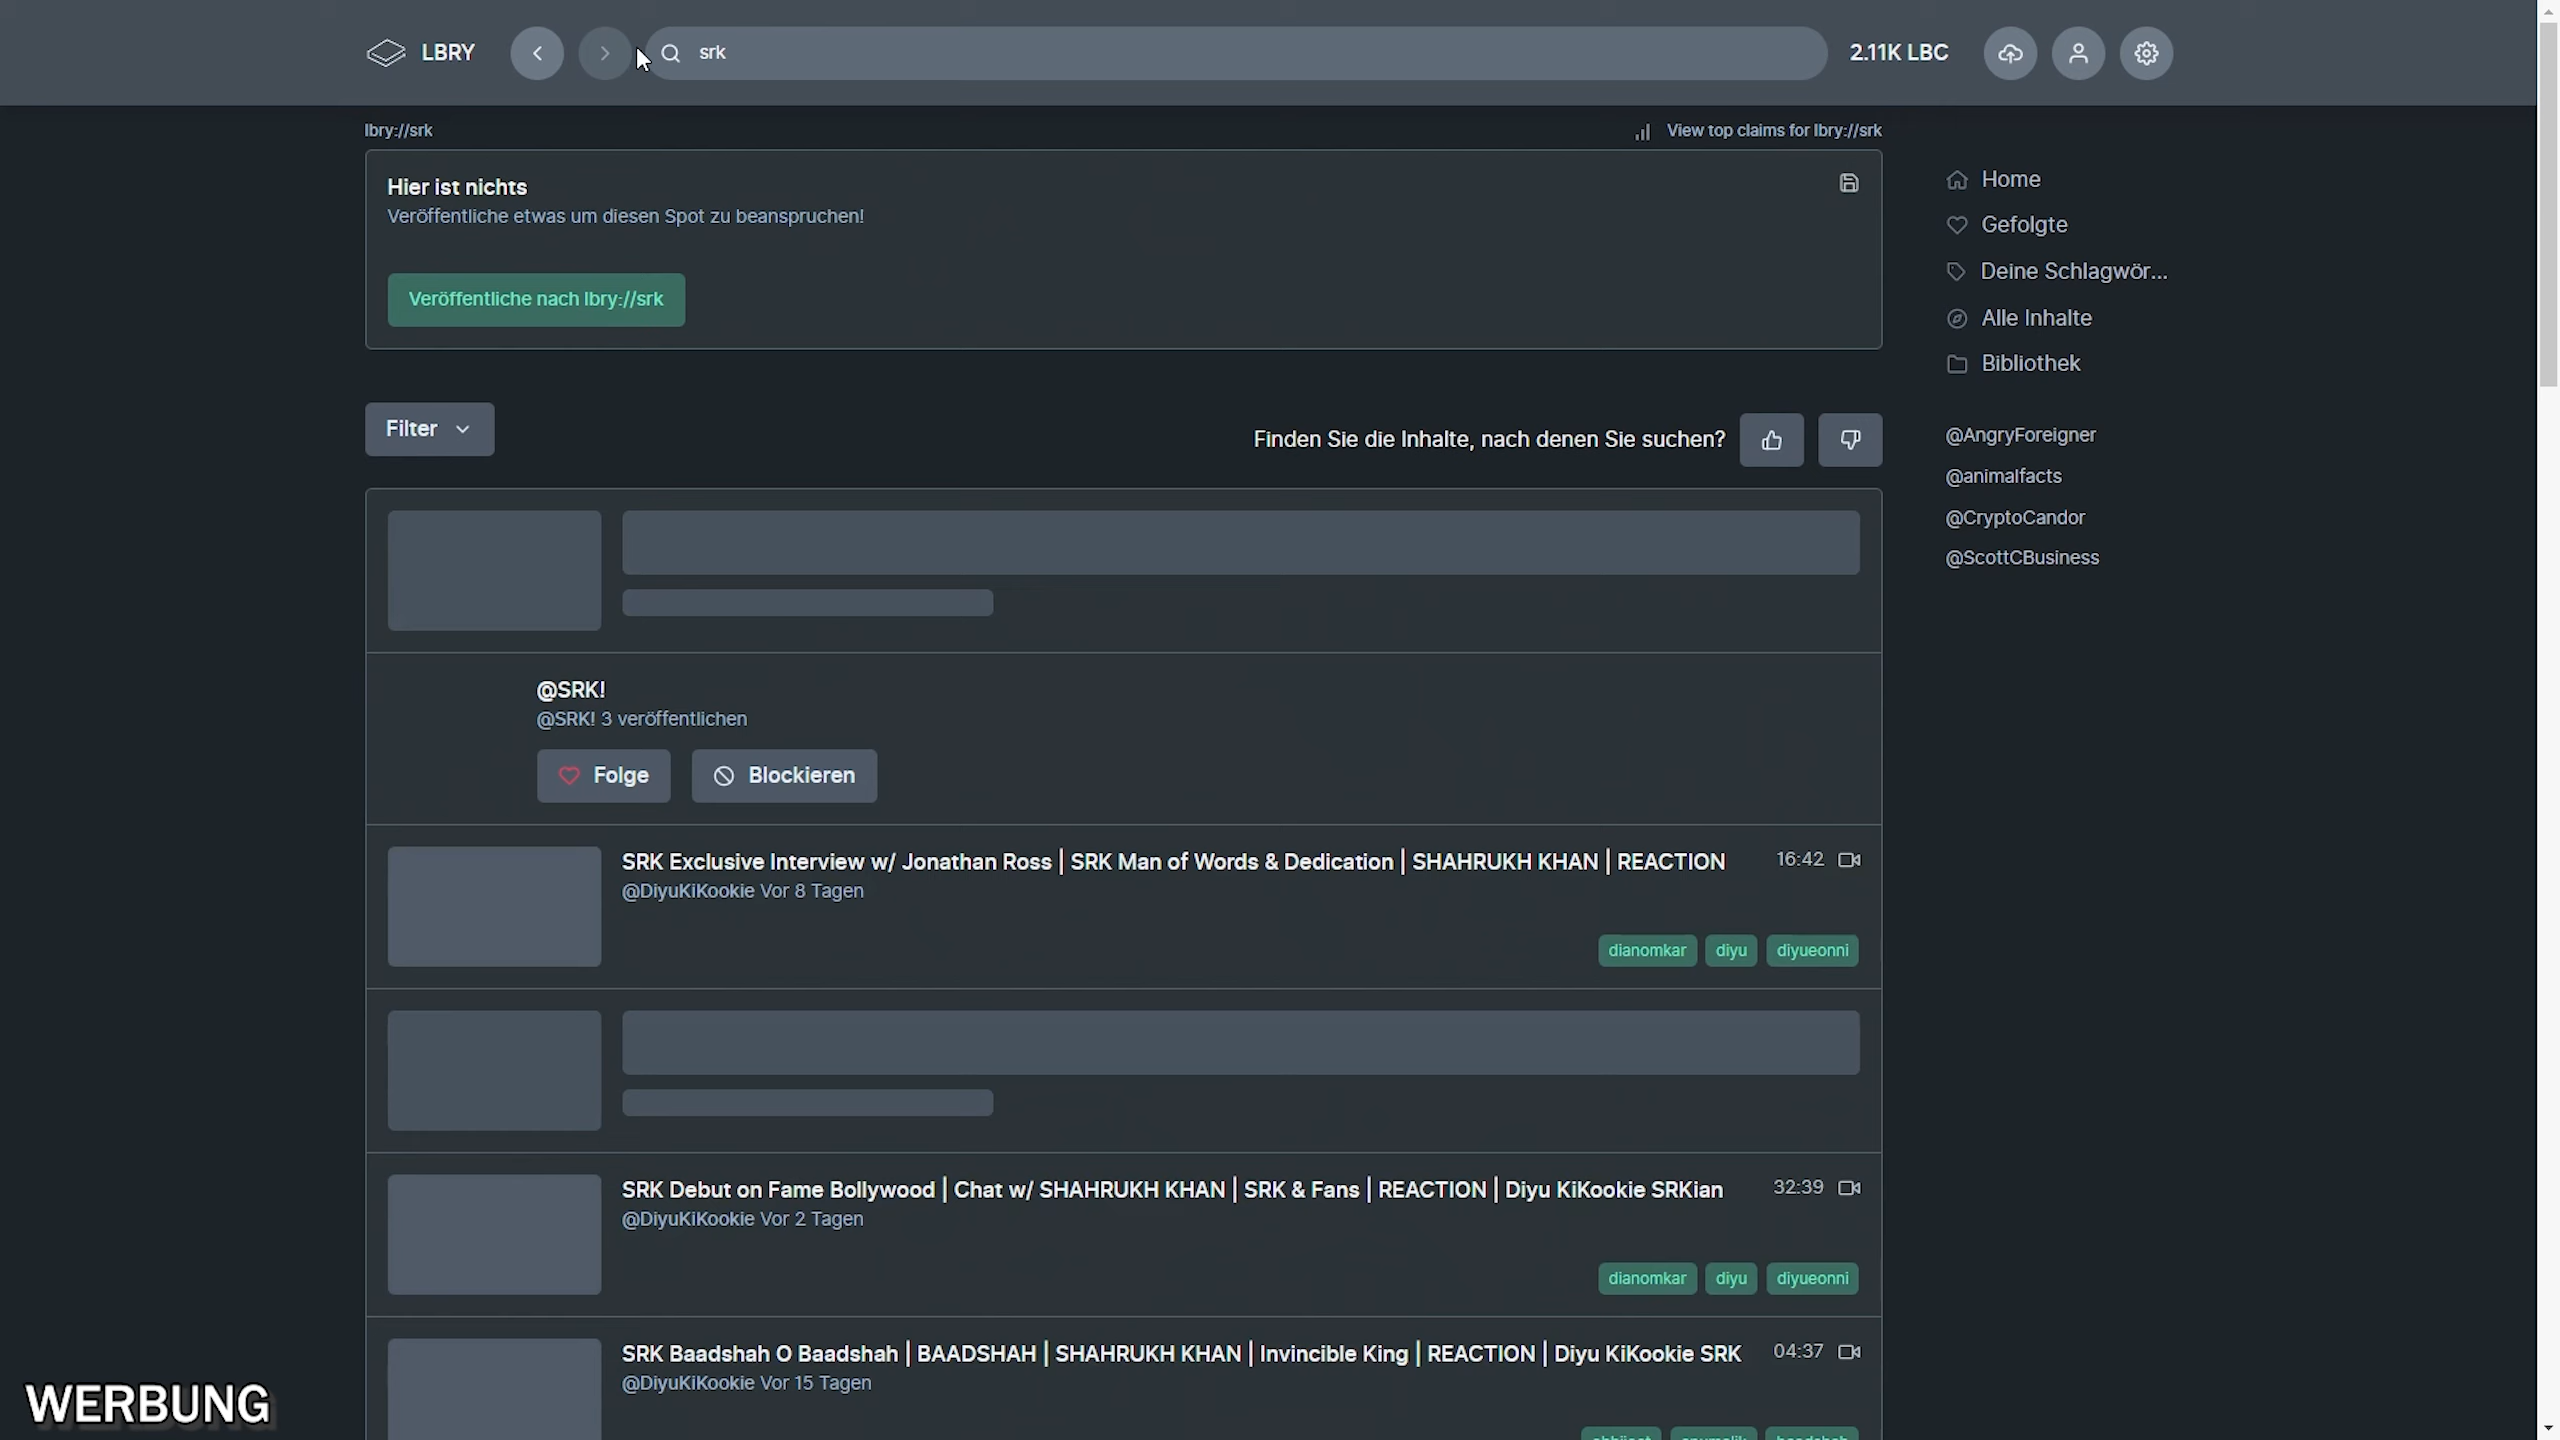 LBRY
srk
2.11K LBC
lbry://srk
View top claims for lbry://srk
Hier ist nichts
Veröffentliche etwas um diesen Spot zu beanspruchen!
Veröffentliche nach lbry://srk
Home
Gefolgte
Deine Schlagwör...
Alle Inhalte
Bibliothek
@AngryForeigner
@animalfacts
@CryptoCandor
@ScottCBusiness
Filter
Finden Sie die Inhalte, nach denen Sie suchen?
@SRK!
@SRK! 3 veröffentlichen
Folge
Blockieren
SRK Exclusive Interview w/ Jonathan Ross | SRK Man of Words & Dedication | SHAHRUKH KHAN | REACTION
16:42
@DiyuKiKookie Vor 8 Tagen
dianomkar diyu diyueonni
SRK Debut on Fame Bollywood | Chat w/ SHAHRUKH KHAN | SRK & Fans | REACTION | Diyu KiKookie SRKian
32:39
@DiyuKiKookie Vor 2 Tagen
dianomkar diyu diyueonni
SRK Baadshah O Baadshah | BAADSHAH | SHAHRUKH KHAN | Invincible King | REACTION | Diyu KiKookie SRK
04:37
@DiyuKiKookie Vor 15 Tagen
WERBUNG